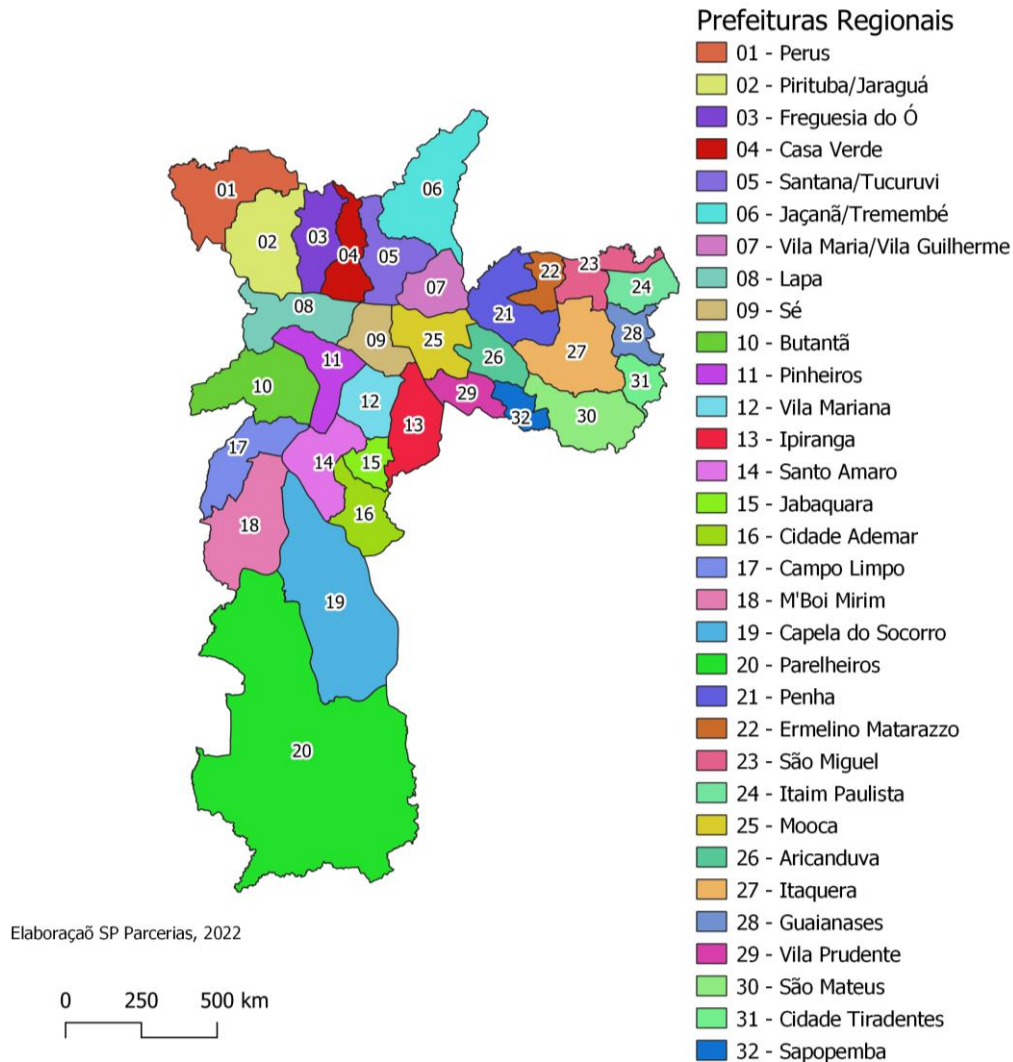 Prefeituras Regionais
01 - Perus
02 - Pirituba/Jaraguá
03 - Freguesia do Ó
04 - Casa Verde
05 - Santana/Tucuruvi
06 - Jaçanã/Tremembé
07 - Vila Maria/Vila Guilherme
08 - Lapa
09 - Sé
10 - Butantã
11 - Pinheiros
12 - Vila Mariana
13 - Ipiranga
14 - Santo Amaro
15 - Jabaquara
16 - Cidade Ademar
17 - Campo Limpo
18 - M'Boi Mirim
19 - Capela do Socorro
20 - Parelheiros
21 - Penha
22 - Ermelino Matarazzo
23 - São Miguel
24 - Itaim Paulista
25 - Mooca
26 - Aricanduva
27 - Itaquera
28 - Guaianases
29 - Vila Prudente
30 - São Mateus
31 - Cidade Tiradentes
32 - Sapopemba
01
06
02
03
04
05
07
23
22
24
08
21
28
09
25
11
26
27
31
10
29
12
32
30
13
17
14
15
16
18
19
20
Elaboraçaõ SP Parcerias, 2022
0 250 500 km